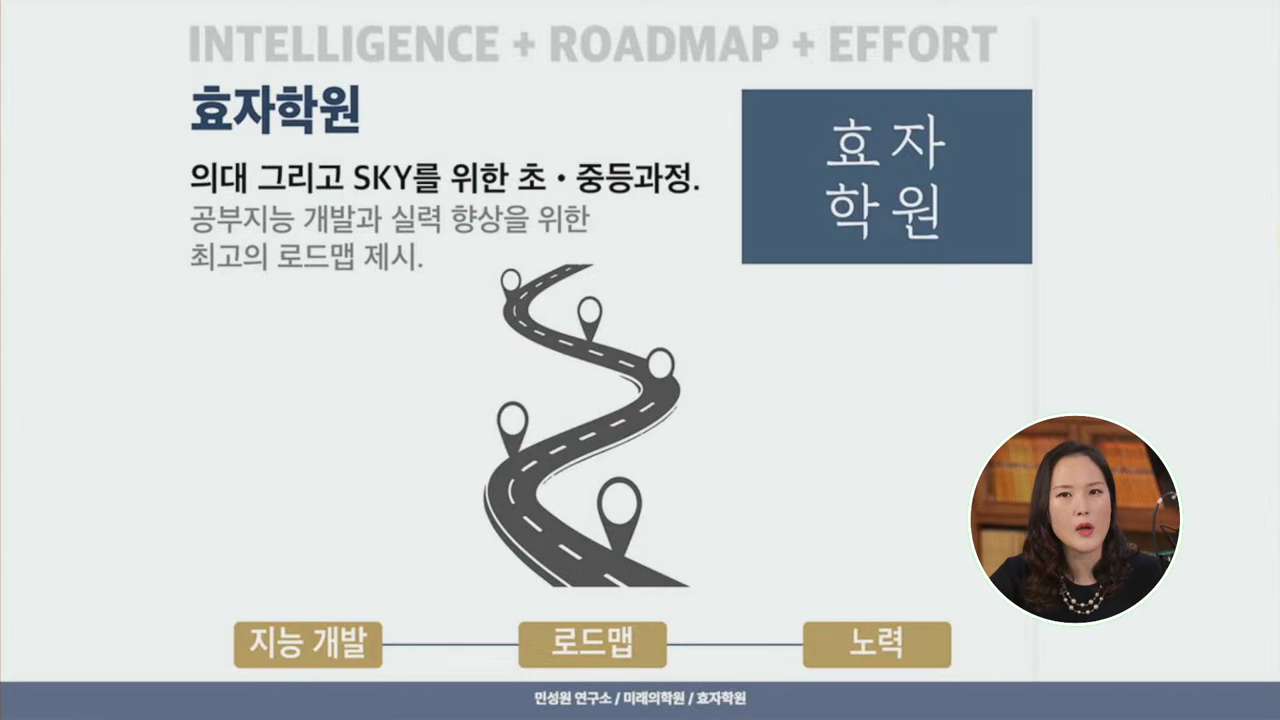 INTELLIGENCE + ROADMAP + EFFORT
효자학원
의대 그리고 SKY를 위한 초·중등과정.
공부지능 개발과 실력 향상을 위한
최고의 로드맵 제시.
효자
학원
지능 개발
로드맵
노력
민성원 연구소 / 미래의학원 / 효자학원